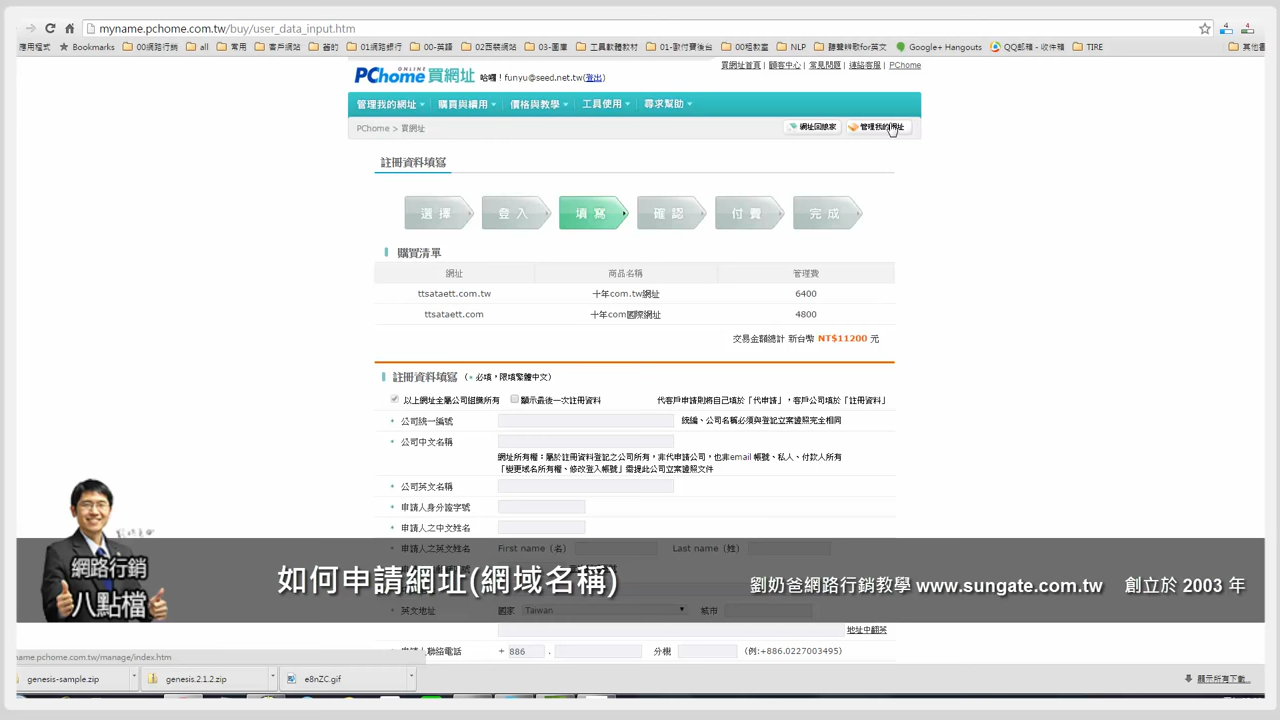 myname.pchome.com.tw/buy/user_data_input.htm
應用程式 Bookmarks 00網路行銷 all 常用 客戶網站 舊的 01網路銀行 00-英語 02西裝網站 03-圖庫 工具軟體教材 01-歐付寶後台 00租教室 NLP 聽聲辨歌for英文 Google+ Hangouts QQ邮箱 - 收件箱 TIRE 其他書
PChome ONLINE 買網址 哈囉！funyu@seed.net.tw(登出) 買網址首頁 | 顧客中心 | 常見問題 | 連絡客服 | PChome
管理我的網址 購買與續用 價格與教學 工具使用 尋求幫助
PChome > 買網址 網址回娘家 管理我的網址
註冊資料填寫
選擇 登入 填寫 確認 付費 完成
購買清單
網址 商品名稱 管理費
ttsataett.com.tw 十年com.tw網址 6400
ttsataett.com 十年com國際網址 4800
交易金額總計 新台幣 NT$11200 元
註冊資料填寫 （* 必填，限填繁體中文）
以上網址全屬公司組織所有 顯示最後一次註冊資料 代客戶申請則將自己填於「代申請」，客戶公司填於「註冊資料」
公司統一編號 統編、公司名稱必須與登記立案證照完全相同
公司中文名稱
網址所有權：屬於註冊資料登記之公司所有，非代申請公司，也非email 帳號、私人、付款人所有
「變更域名所有權、修改登入帳號」需提此公司立案證照文件
公司英文名稱
申請人身分證字號
申請人之中文姓名
申請人之英文姓名 First name（名） Last name（姓）
網路行銷
八點檔
如何申請網址(網域名稱)
劉奶爸網路行銷教學 www.sungate.com.tw 創立於 2003 年
英文地址 國家 Taiwan 城市
地址中翻英
聯絡電話 + 886 . 分機 （例:+886.0227003495）
name.pchome.com.tw/manage/index.htm
genesis-sample.zip genesis.2.1.2.zip e8nZC.gif 顯示所有下載...